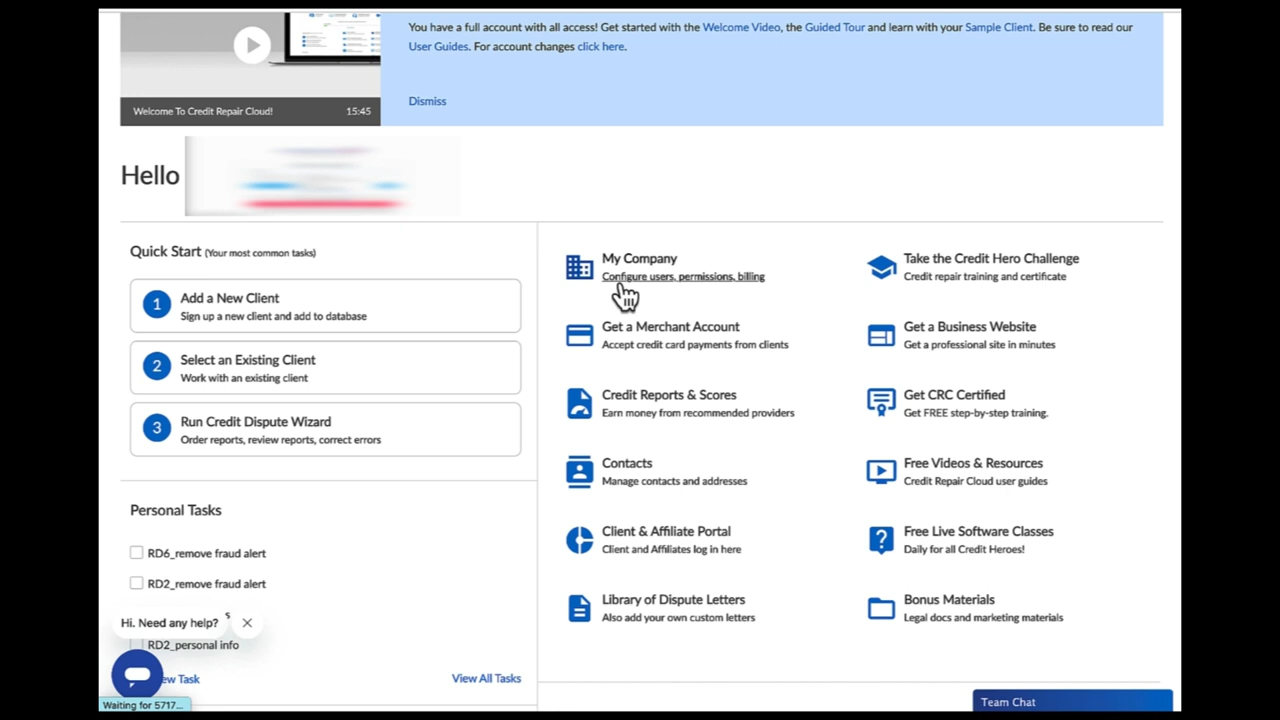 You have a full account with all access! Get started with the Welcome Video, the Guided Tour and learn with your Sample Client. Be sure to read our
User Guides. For account changes click here.
Dismiss
Welcome To Credit Repair Cloud! 15:45
Hello
Quick Start (Your most common tasks)
1 Add a New Client
Sign up a new client and add to database
2 Select an Existing Client
Work with an existing client
3 Run Credit Dispute Wizard
Order reports, review reports, correct errors
Personal Tasks
RD6_remove fraud alert
RD2_remove fraud alert
Hi. Need any help?
RD2_personal info
ew Task
View All Tasks
Waiting for 5717...
My Company
Configure users, permissions, billing
Get a Merchant Account
Accept credit card payments from clients
Credit Reports & Scores
Earn money from recommended providers
Contacts
Manage contacts and addresses
Client & Affiliate Portal
Client and Affiliates log in here
Library of Dispute Letters
Also add your own custom letters
Take the Credit Hero Challenge
Credit repair training and certificate
Get a Business Website
Get a professional site in minutes
Get CRC Certified
Get FREE step-by-step training.
Free Videos & Resources
Credit Repair Cloud user guides
Free Live Software Classes
Daily for all Credit Heroes!
Bonus Materials
Legal docs and marketing materials
Team Chat